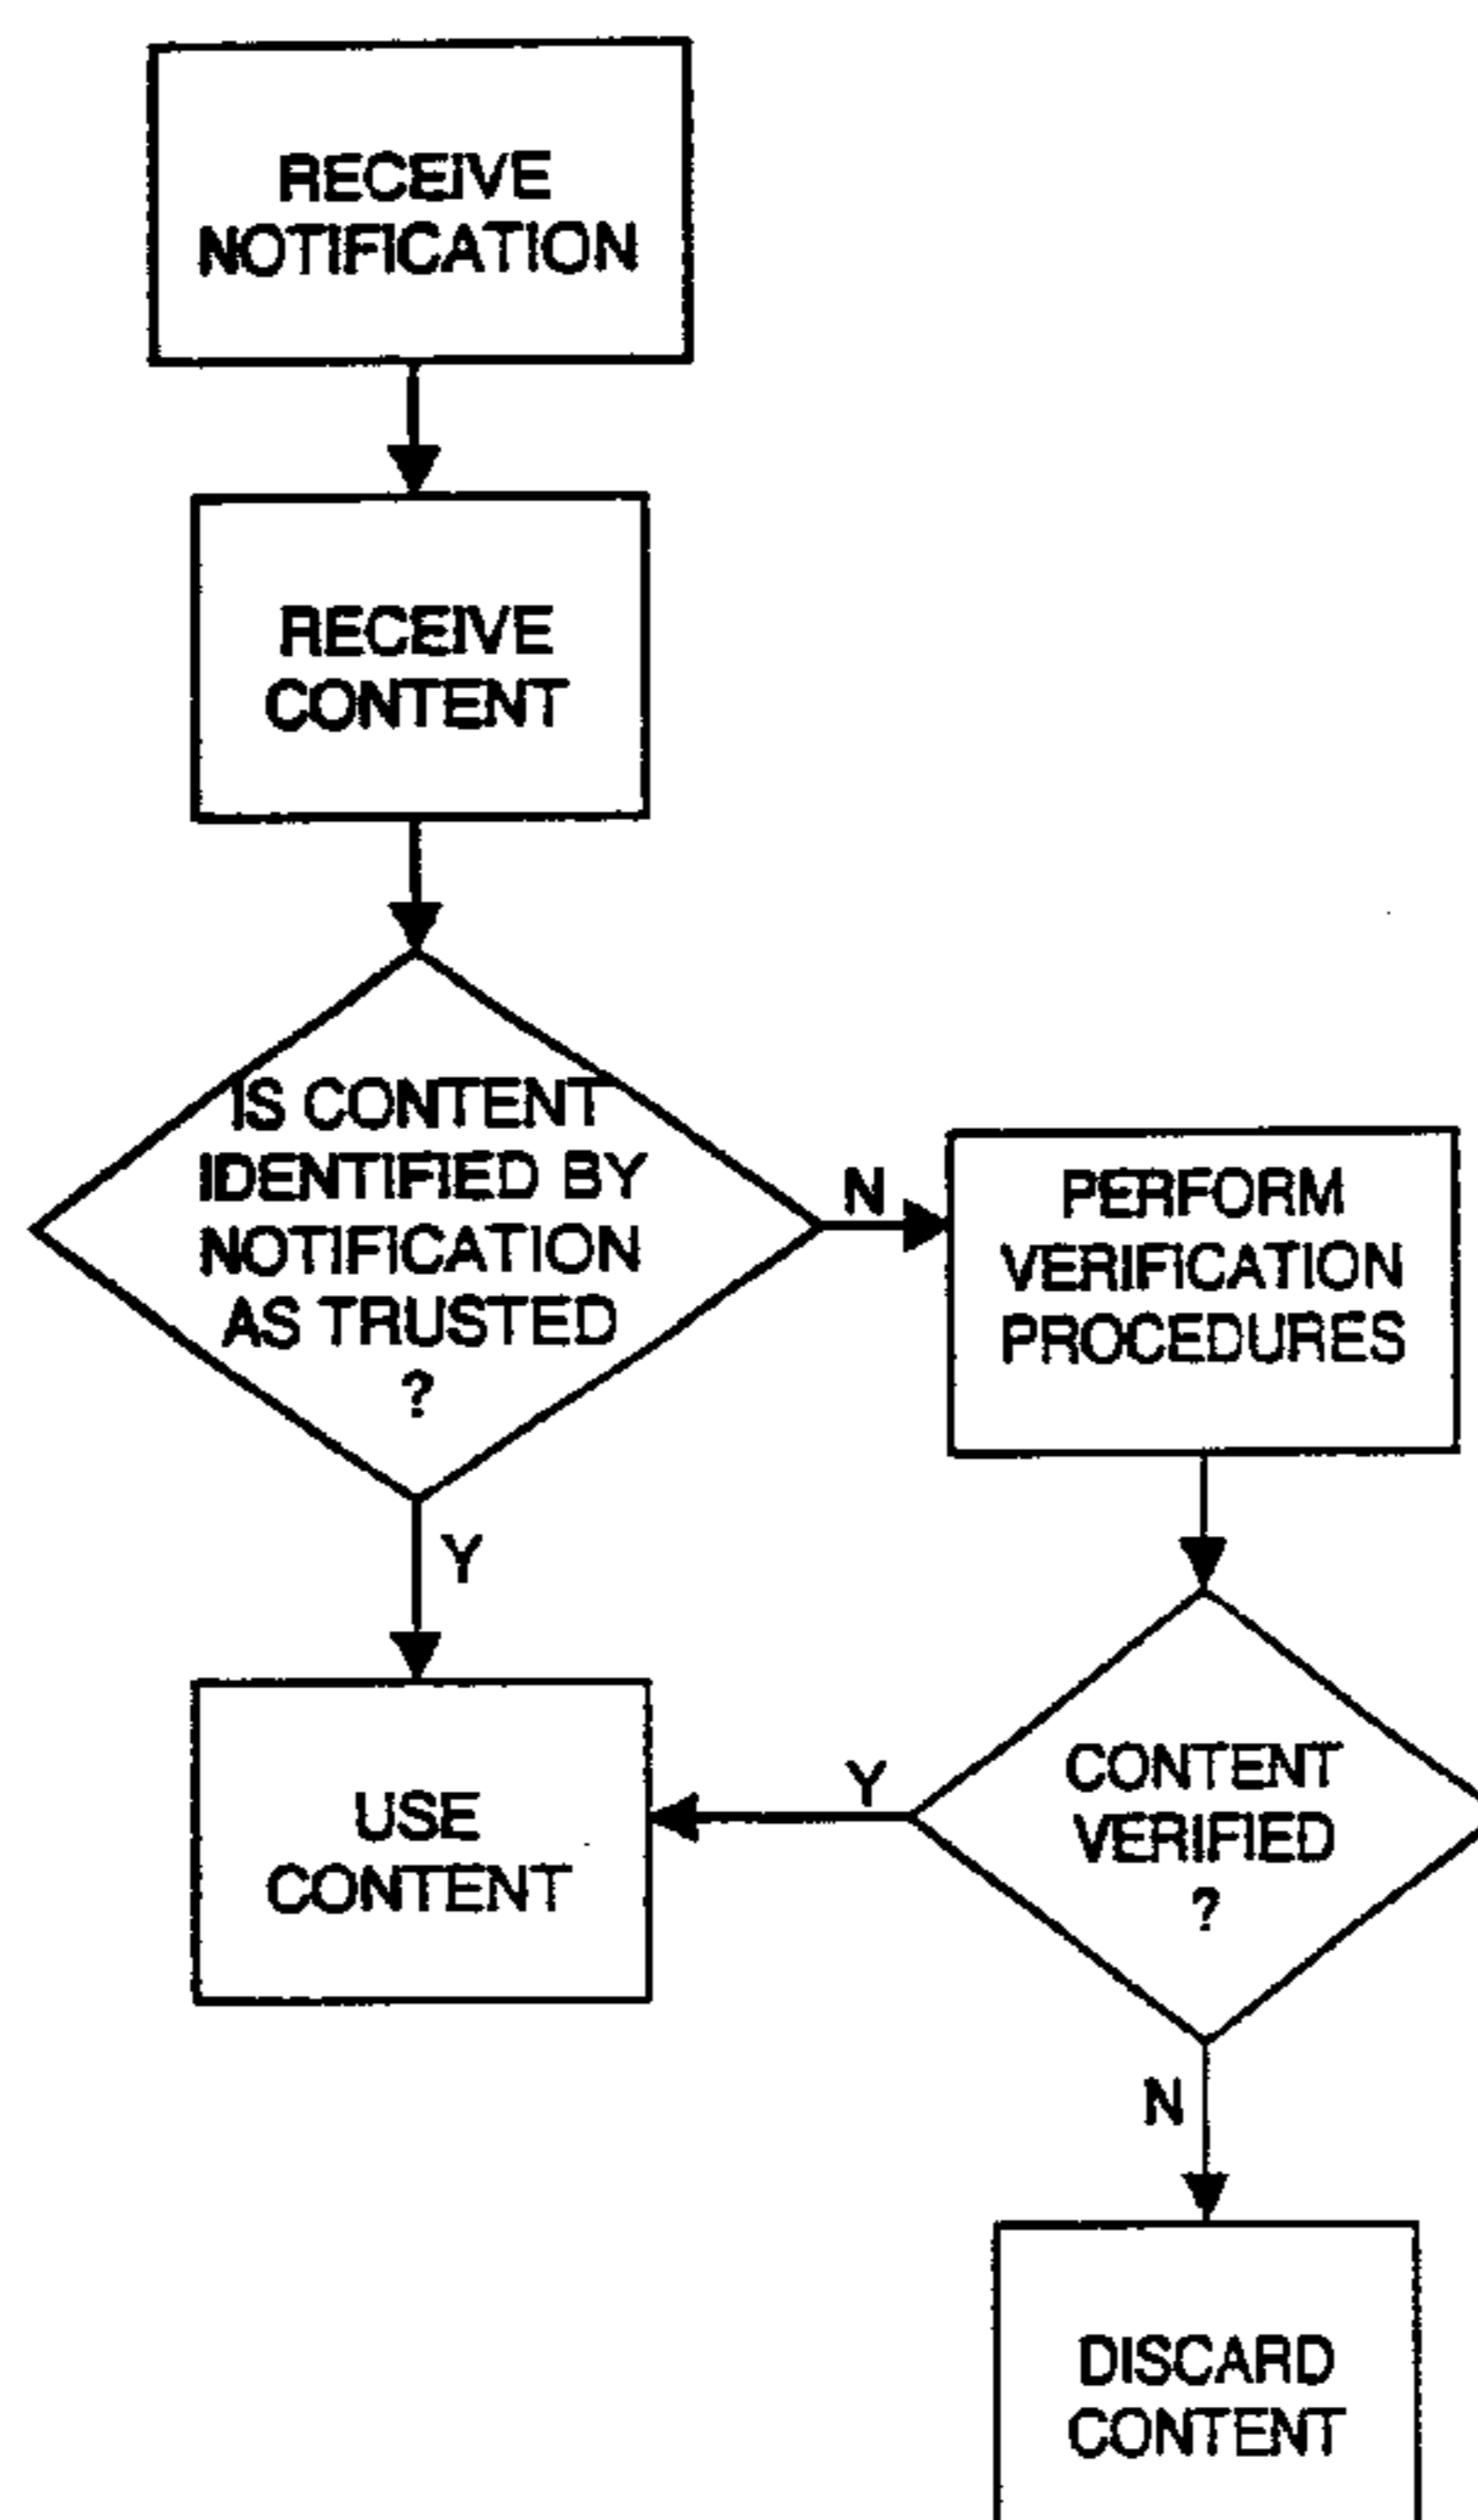 RECEIVE
NOTIFICATION
RECEIVE
CONTENT
IS CONTENT
IDENTIFIED BY
NOTIFICATION
AS TRUSTED
?
N
PERFORM
VERIFICATION
PROCEDURES
Y
USE
CONTENT
Y
CONTENT
VERIFIED
?
N
DISCARD
CONTENT